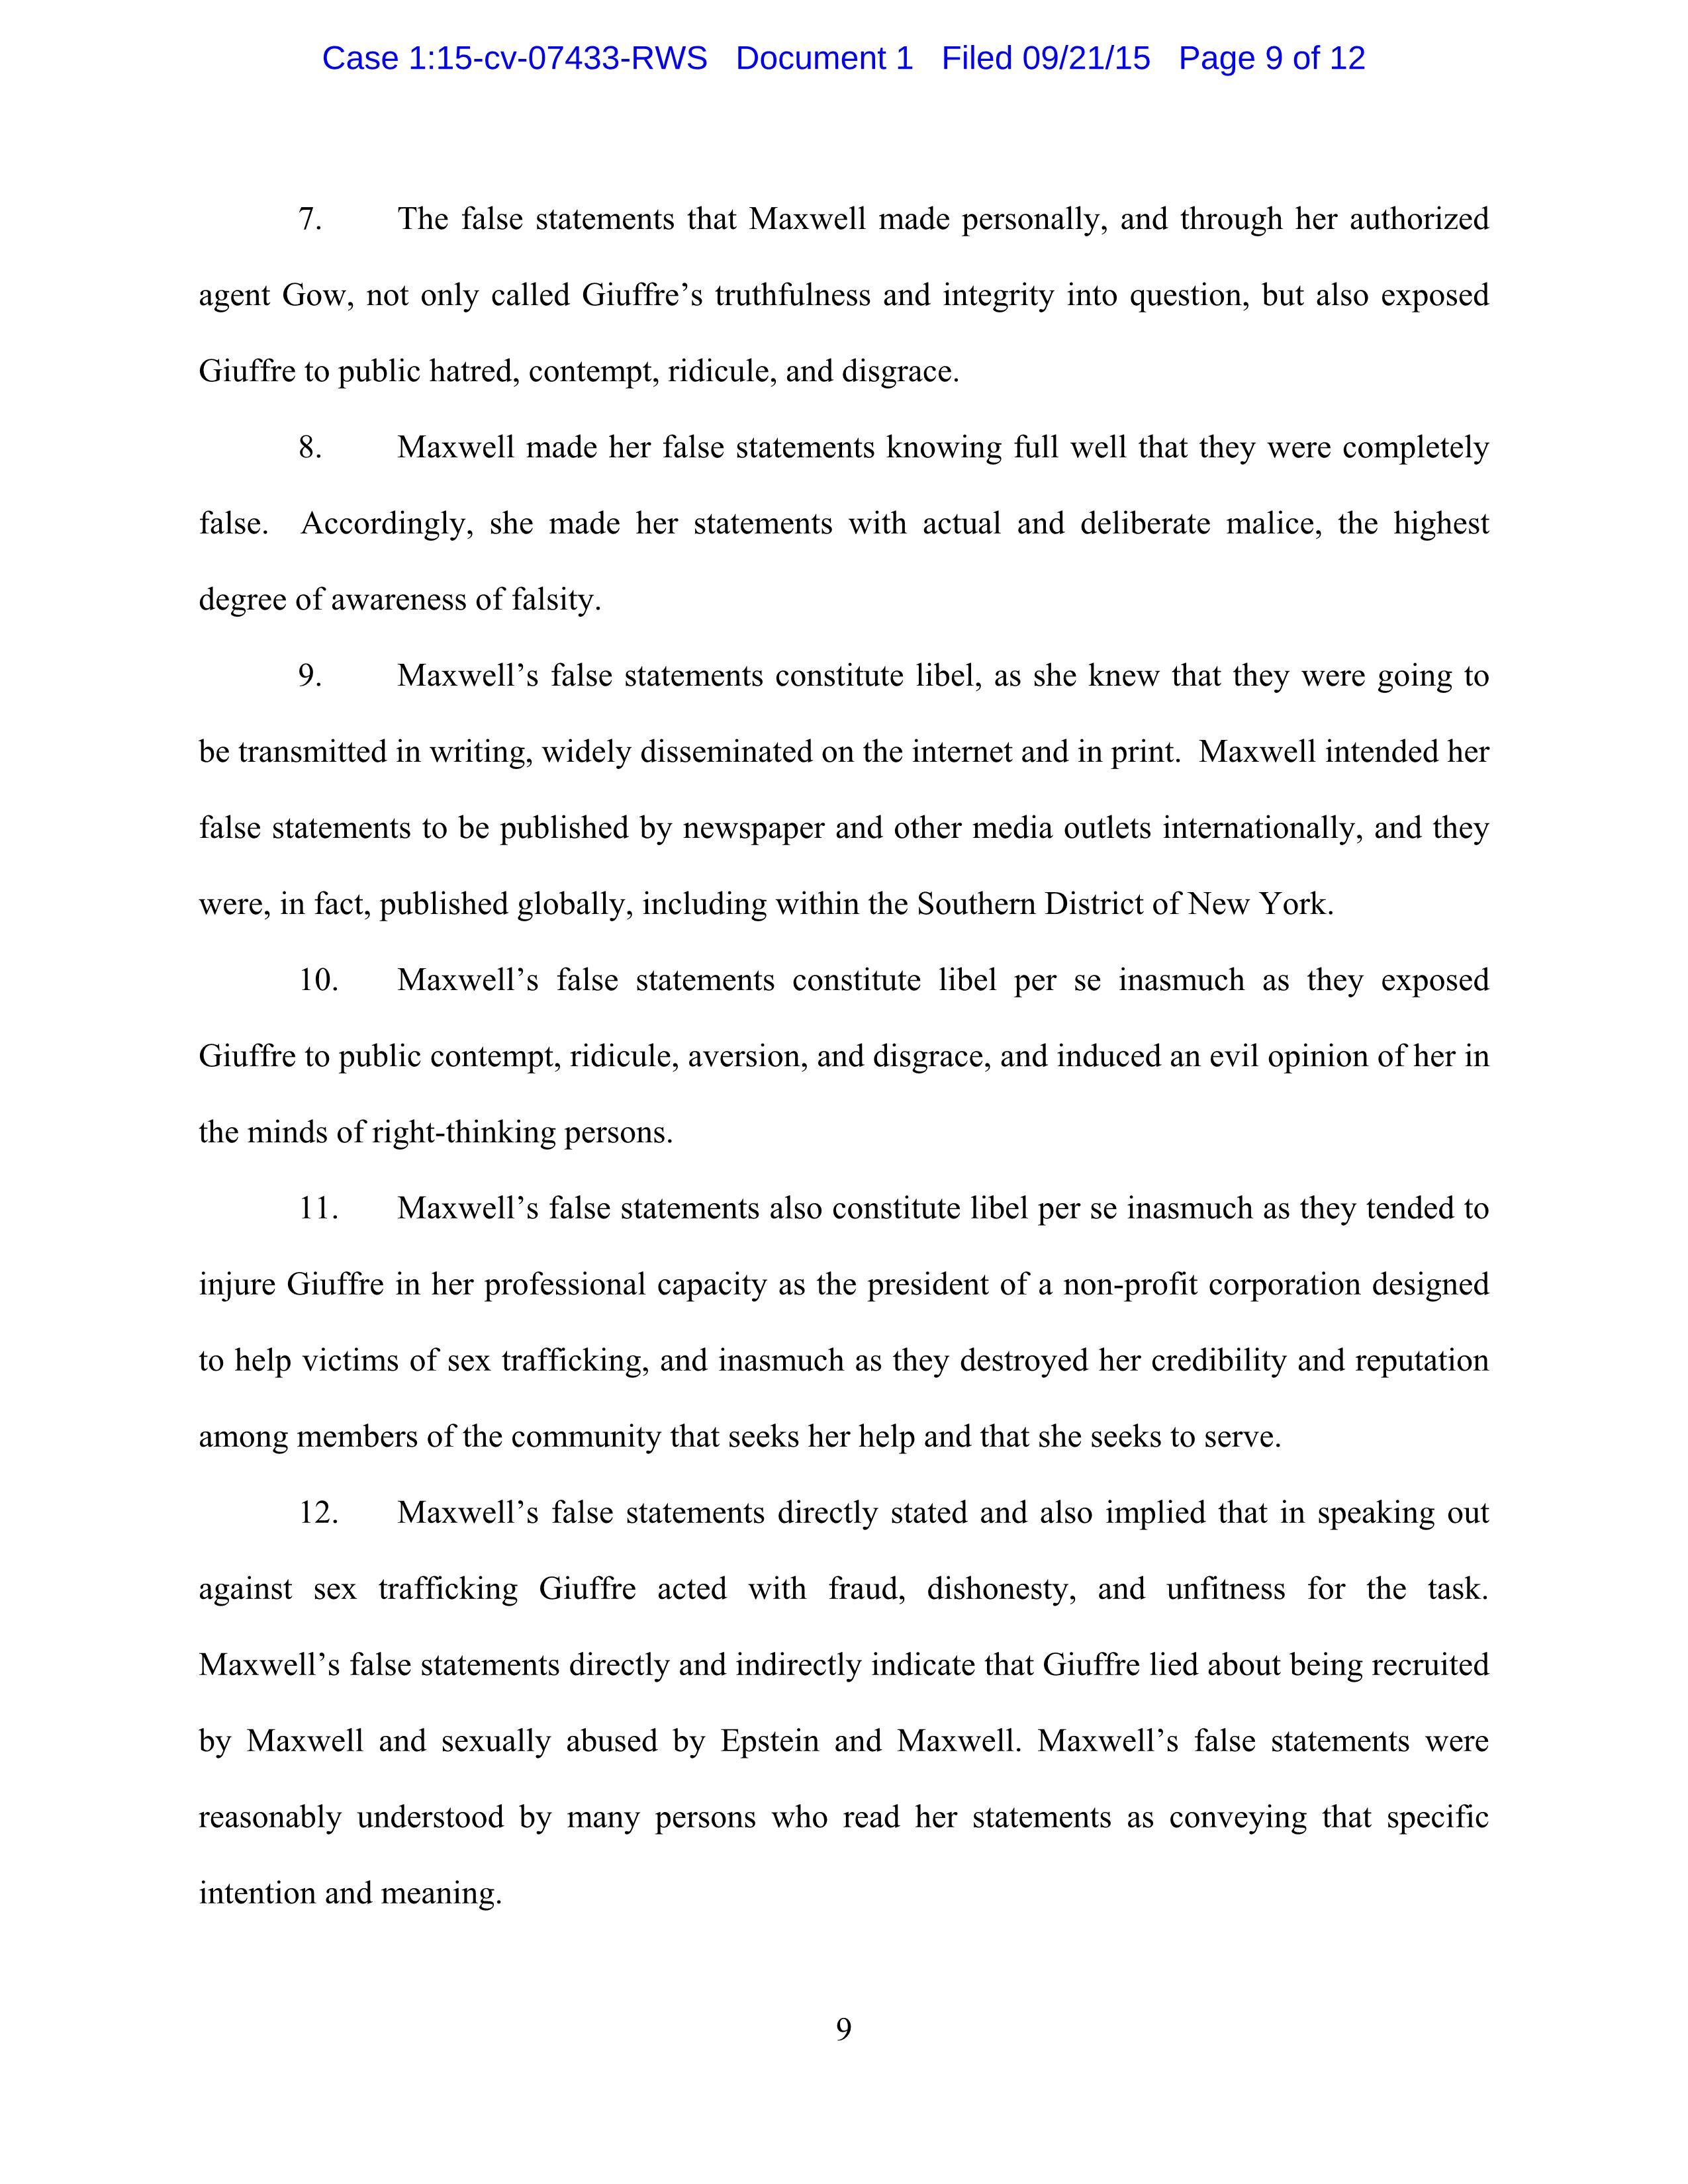 Case 1:15-cv-07433-RWS Document 1 Filed 09/21/15 Page 9 of 12
7. The false statements that Maxwell made personally, and through her authorized
agent Gow, not only called Giuffre’s truthfulness and integrity into question, but also exposed
Giuffre to public hatred, contempt, ridicule, and disgrace.
8. Maxwell made her false statements knowing full well that they were completely
false. Accordingly, she made her statements with actual and deliberate malice, the highest
degree of awareness of falsity.
9. Maxwell’s false statements constitute libel, as she knew that they were going to
be transmitted in writing, widely disseminated on the internet and in print. Maxwell intended her
false statements to be published by newspaper and other media outlets internationally, and they
were, in fact, published globally, including within the Southern District of New York.
10. Maxwell’s false statements constitute libel per se inasmuch as they exposed
Giuffre to public contempt, ridicule, aversion, and disgrace, and induced an evil opinion of her in
the minds of right-thinking persons.
11. Maxwell’s false statements also constitute libel per se inasmuch as they tended to
injure Giuffre in her professional capacity as the president of a non-profit corporation designed
to help victims of sex trafficking, and inasmuch as they destroyed her credibility and reputation
among members of the community that seeks her help and that she seeks to serve.
12. Maxwell’s false statements directly stated and also implied that in speaking out
against sex trafficking Giuffre acted with fraud, dishonesty, and unfitness for the task.
Maxwell’s false statements directly and indirectly indicate that Giuffre lied about being recruited
by Maxwell and sexually abused by Epstein and Maxwell. Maxwell’s false statements were
reasonably understood by many persons who read her statements as conveying that specific
intention and meaning.
9